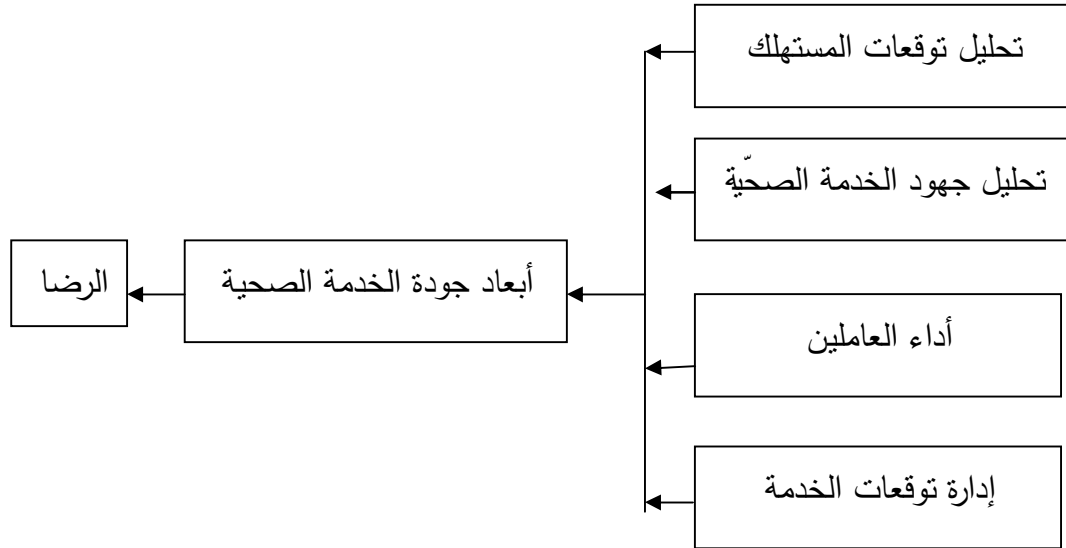 تحليل توقعات المستهلك
تحليل جهود الخدمة الصحّية
أداء العاملين
إدارة توقعات الخدمة
أبعاد جودة الخدمة الصحية
الرضا